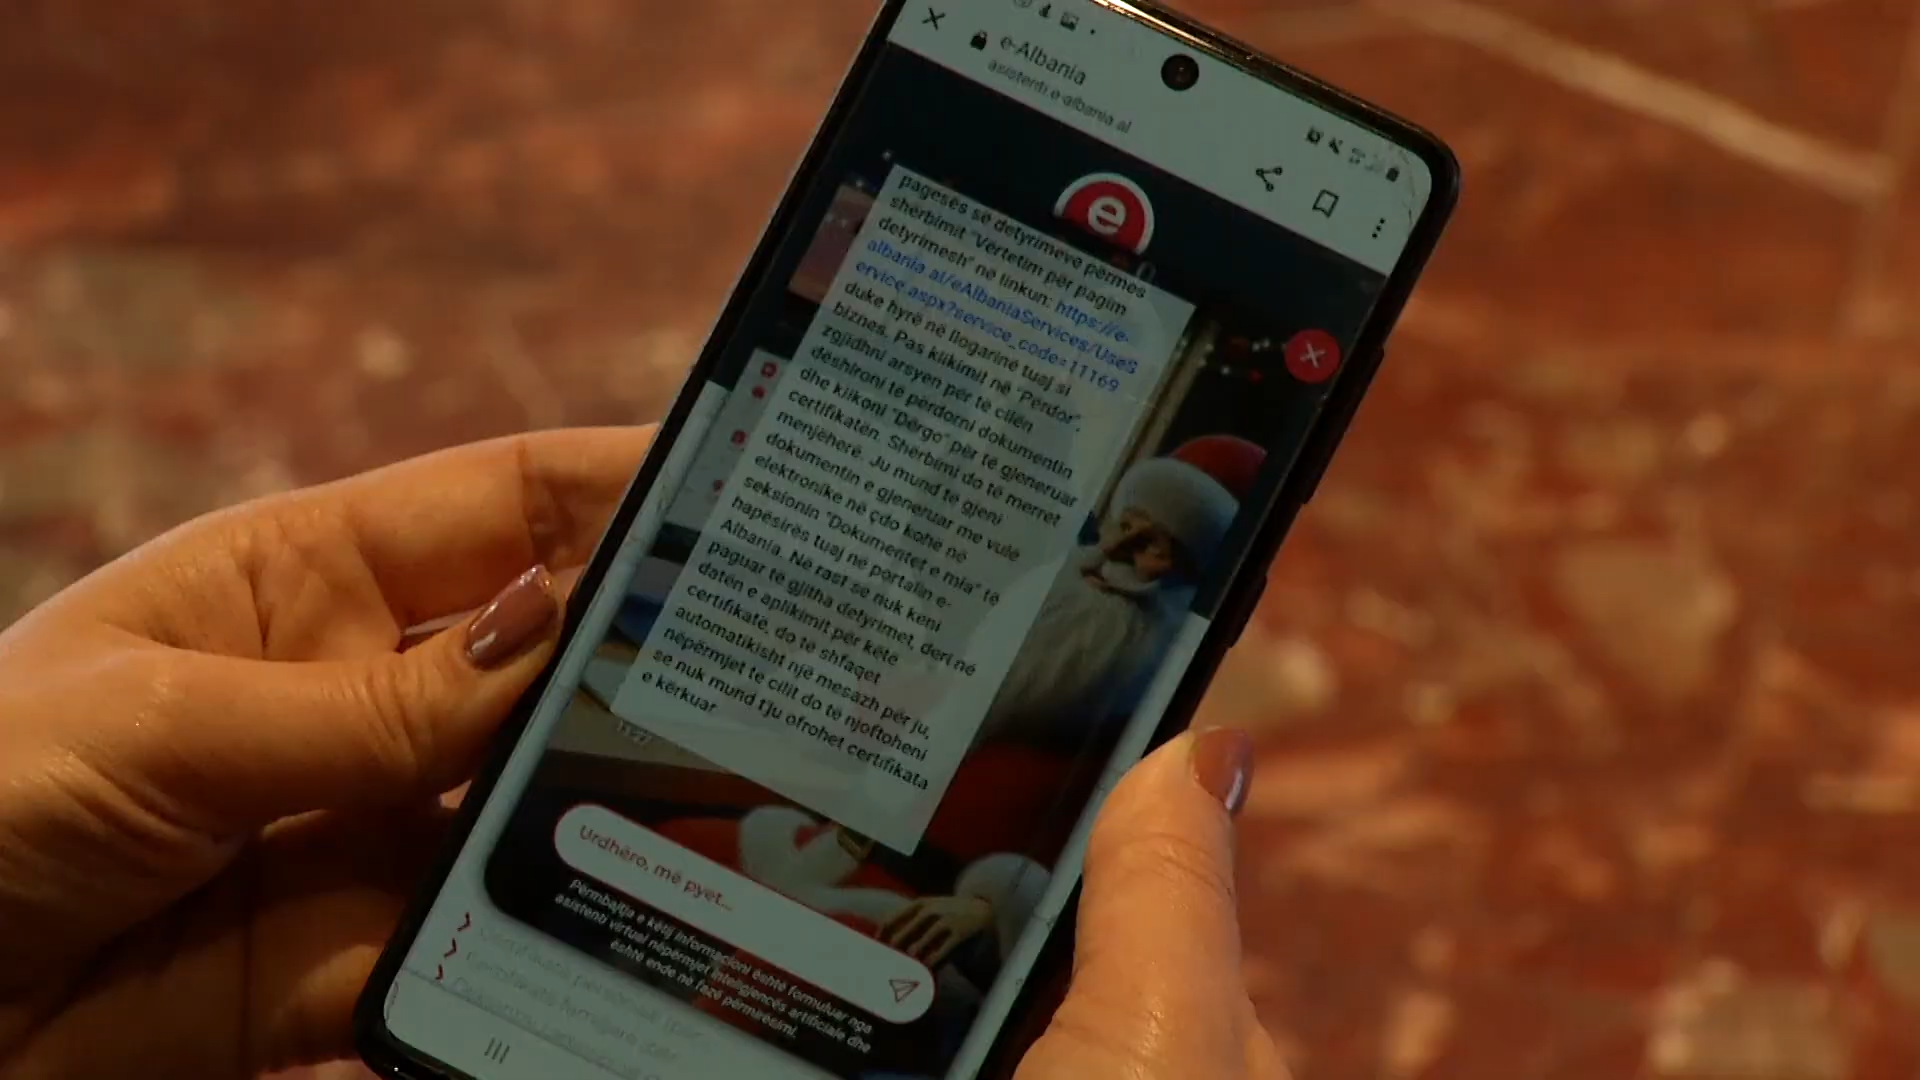 e-Albania
asistenti.e-albania.al
e
pagesës së detyrimeve përmes
shërbimit "Vërtetim për pagim
detyrimesh" në linkun: https://e-
albania.al/eAlbaniaServices/UseS
ervice.aspx?service_code=11169
duke hyrë në llogarinë tuaj si
biznes. Pas klikimit në "Përdor",
zgjidhni arsyen për të cilën
dëshironi të përdorni dokumentin
dhe klikoni "Dërgo" për të gjeneruar
certifikatën. Shërbimi do të merret
menjëherë. Ju mund të gjeni
dokumentin e gjeneruar me vulë
elektronike në çdo kohë në
seksionin "Dokumentet e mia" të
hapësirës tuaj në portalin e-
Albania. Në rast se nuk keni
paguar të gjitha detyrimet, deri në
datën e aplikimit për këtë
certifikatë, do të shfaqet
automatikisht një mesazh për ju,
nëpërmjet të cilit do të njoftoheni
se nuk mund t'ju ofrohet certifikata
e kërkuar
Urdhëro, më pyet...
Përmbajtja e këtij informacioni është formuluar nga
asistenti virtual nëpërmjet inteligjencës artificiale dhe
është ende në fazë përmirësimi.